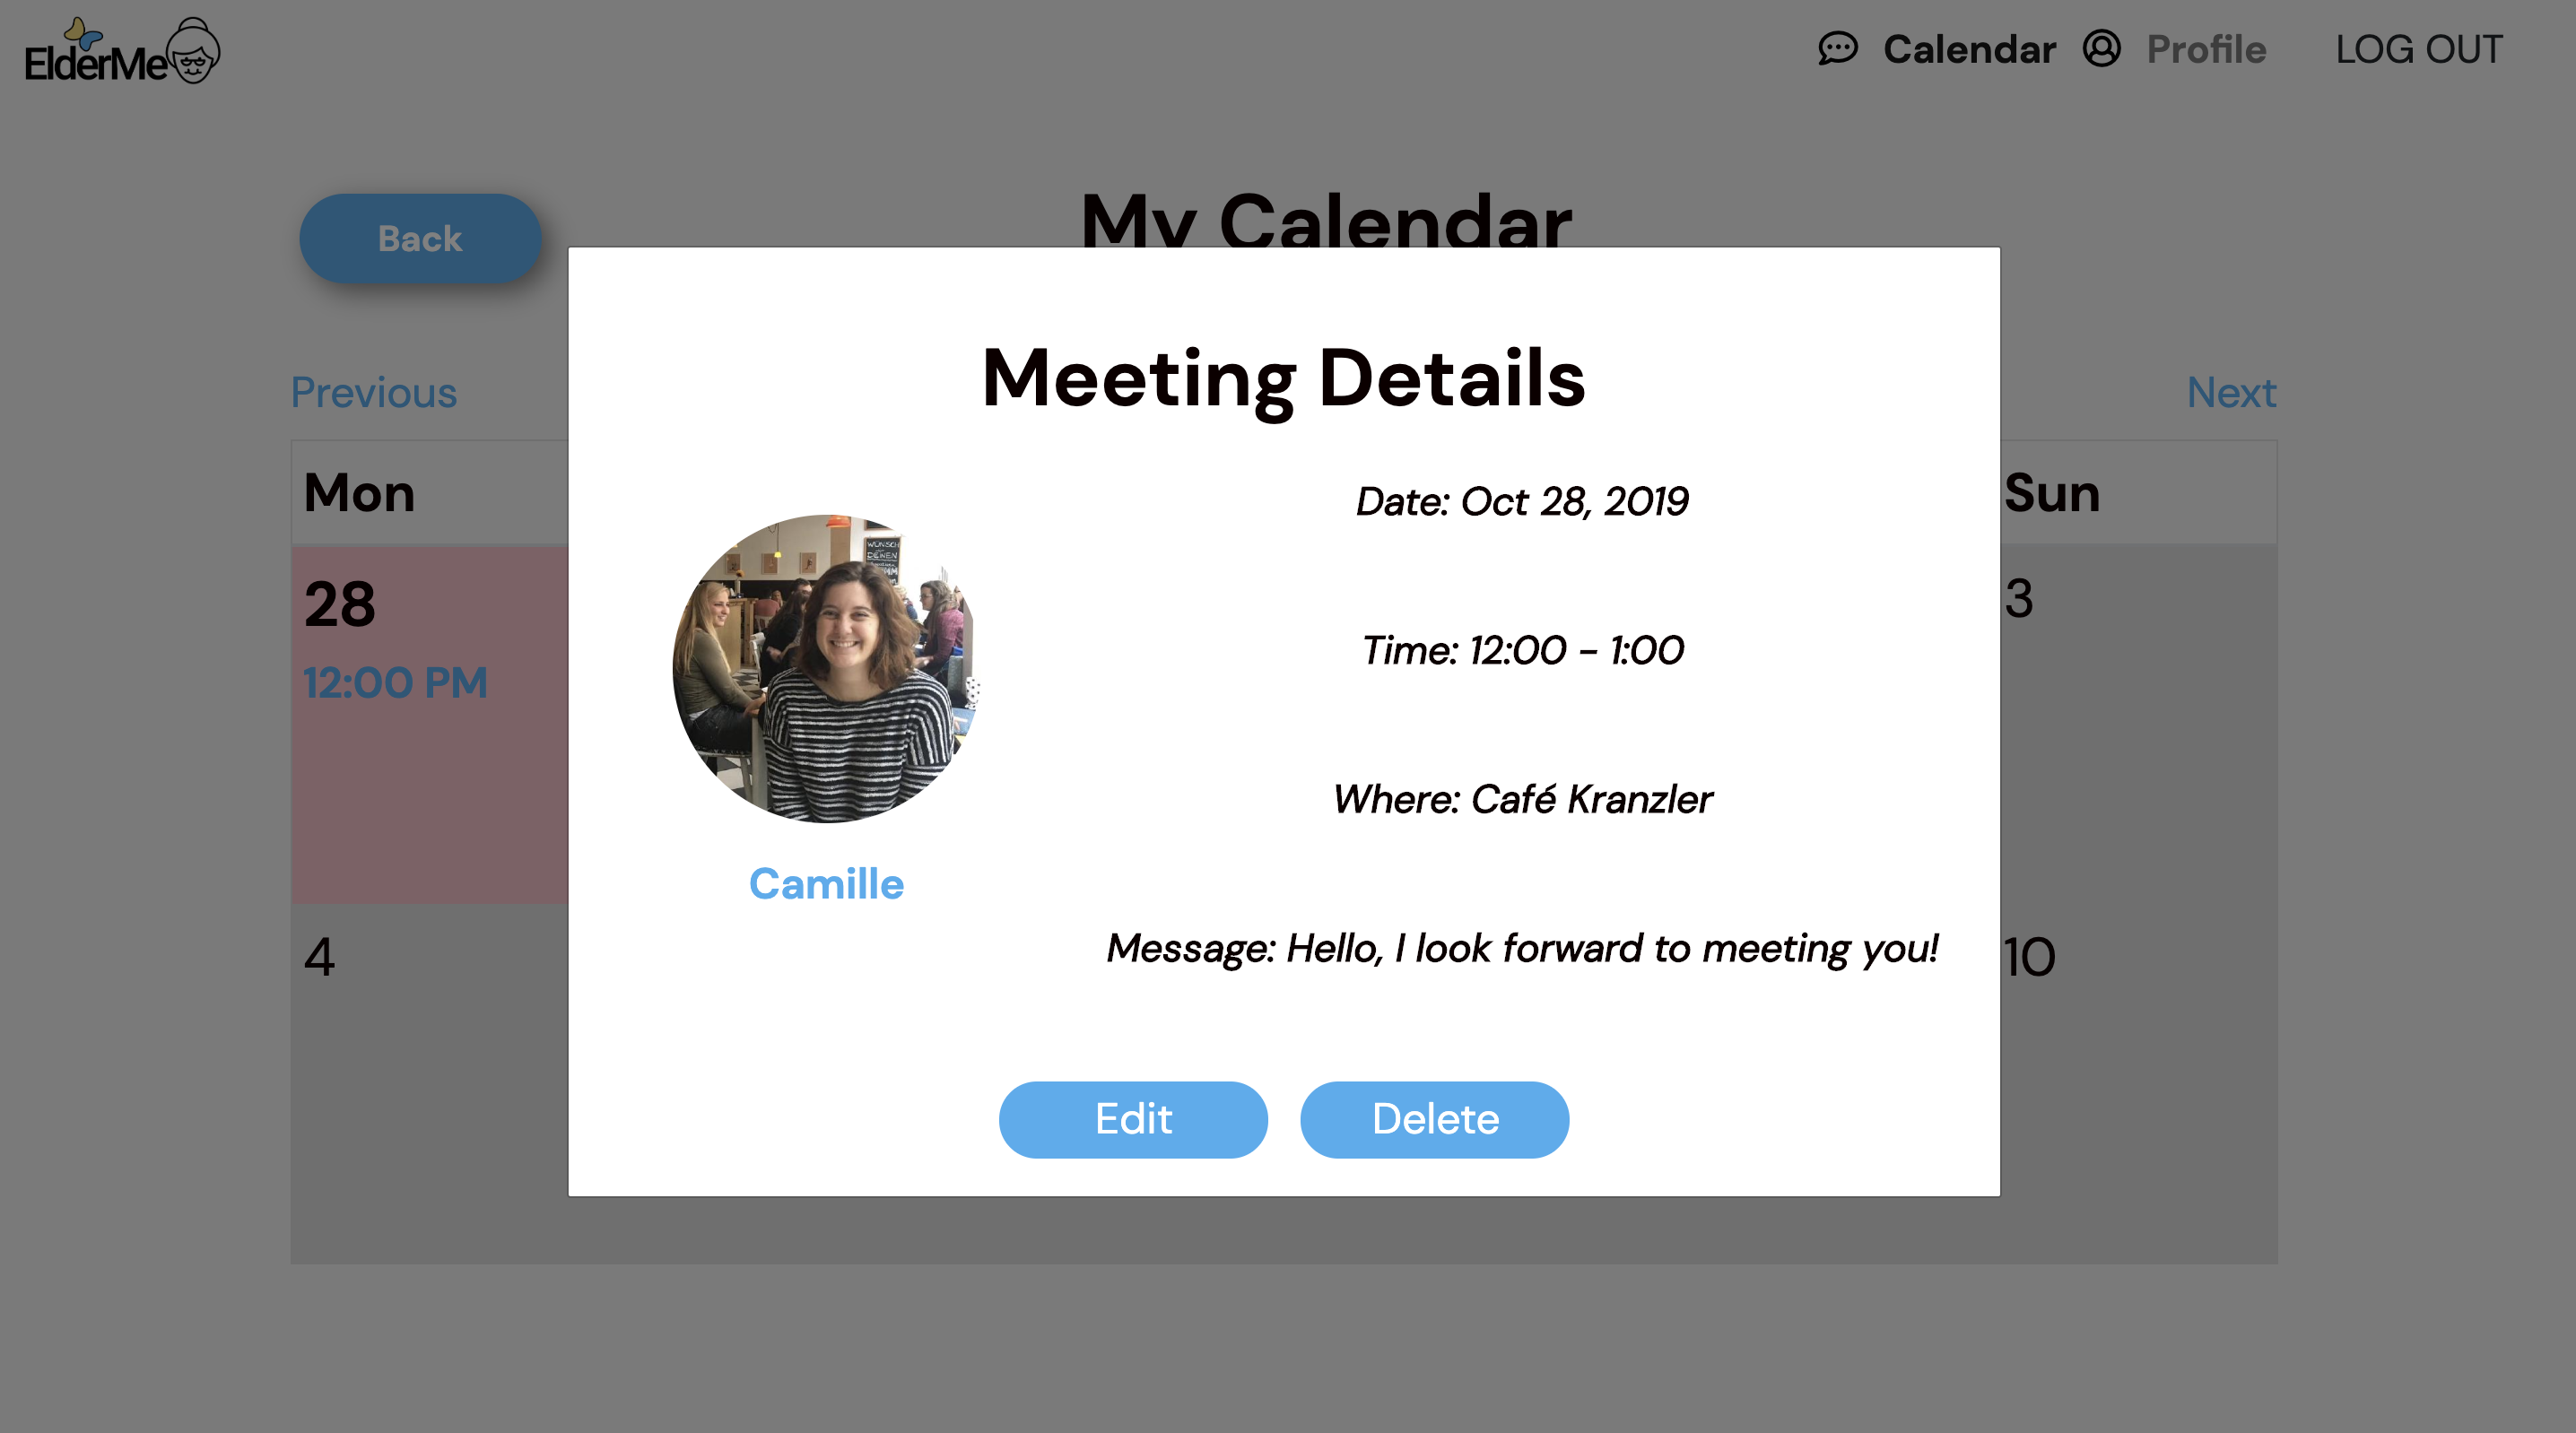 ElderMe
Calendar
Profile
LOG OUT
Back
My Calendar
Previous
Next
Mon
Sun
28
12:00 PM
3
4
10
Meeting Details
Camille
Date: Oct 28, 2019
Time: 12:00 - 1:00
Where: Café Kranzler
Message: Hello, I look forward to meeting you!
Edit
Delete